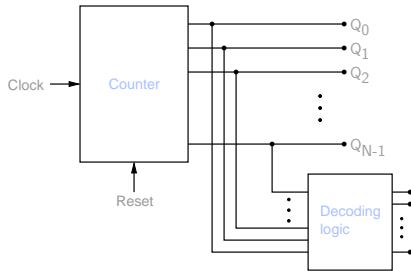 Q0
Q1
Clock
Counter
Q2
QN-1
Reset
Decoding
logic